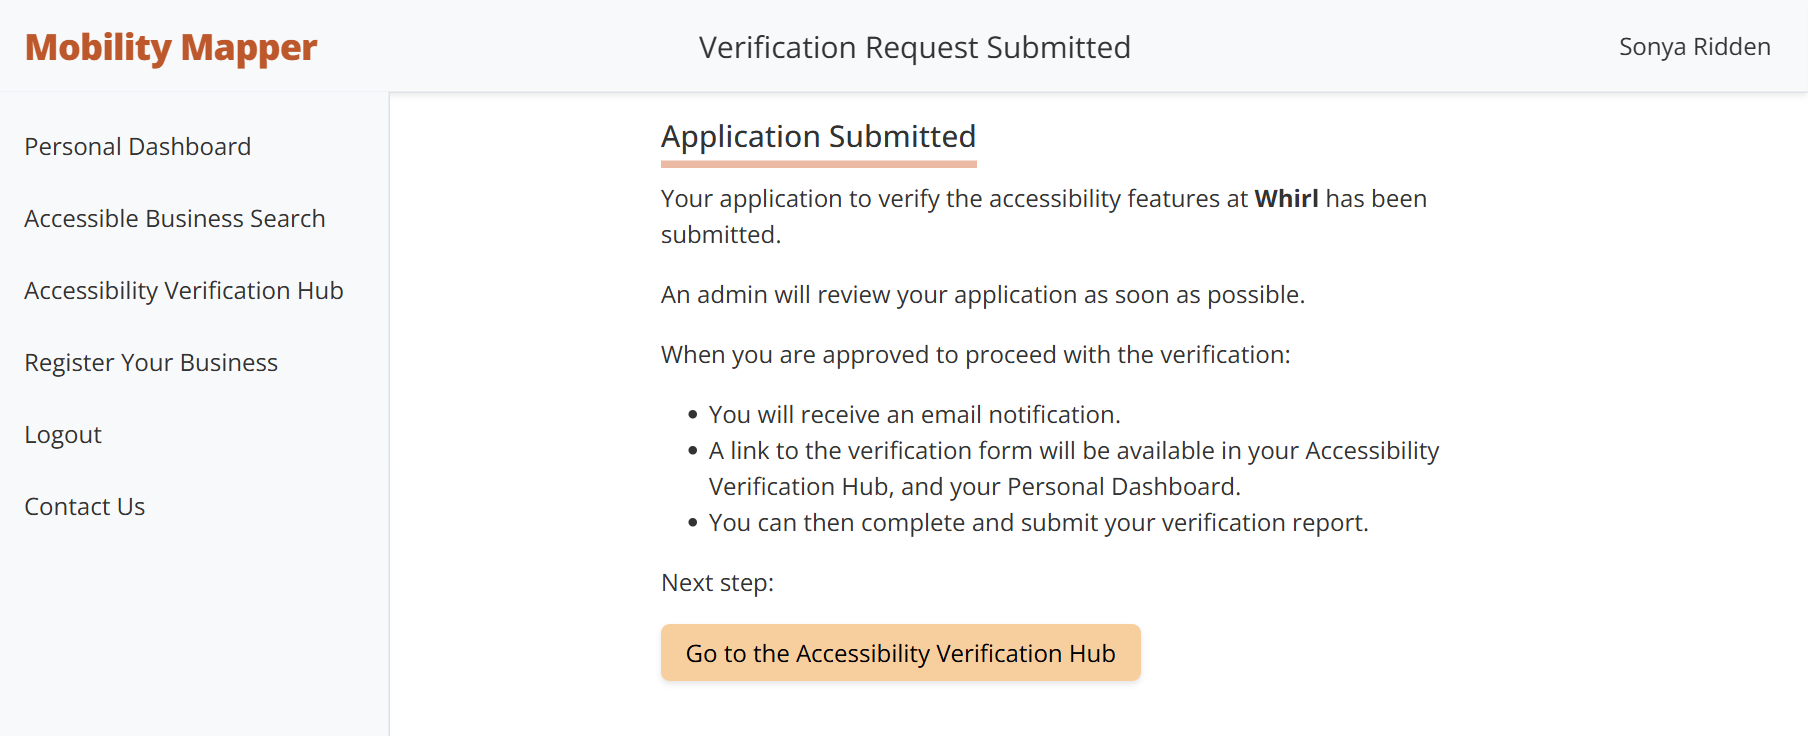 Mobility Mapper
Verification Request Submitted
Sonya Ridden
Personal Dashboard
Accessible Business Search
Accessibility Verification Hub
Register Your Business
Logout
Contact Us
Application Submitted
Your application to verify the accessibility features at Whirl has been
submitted.
An admin will review your application as soon as possible.
When you are approved to proceed with the verification:
• You will receive an email notification.
• A link to the verification form will be available in your Accessibility
Verification Hub, and your Personal Dashboard.
• You can then complete and submit your verification report.
Next step:
Go to the Accessibility Verification Hub